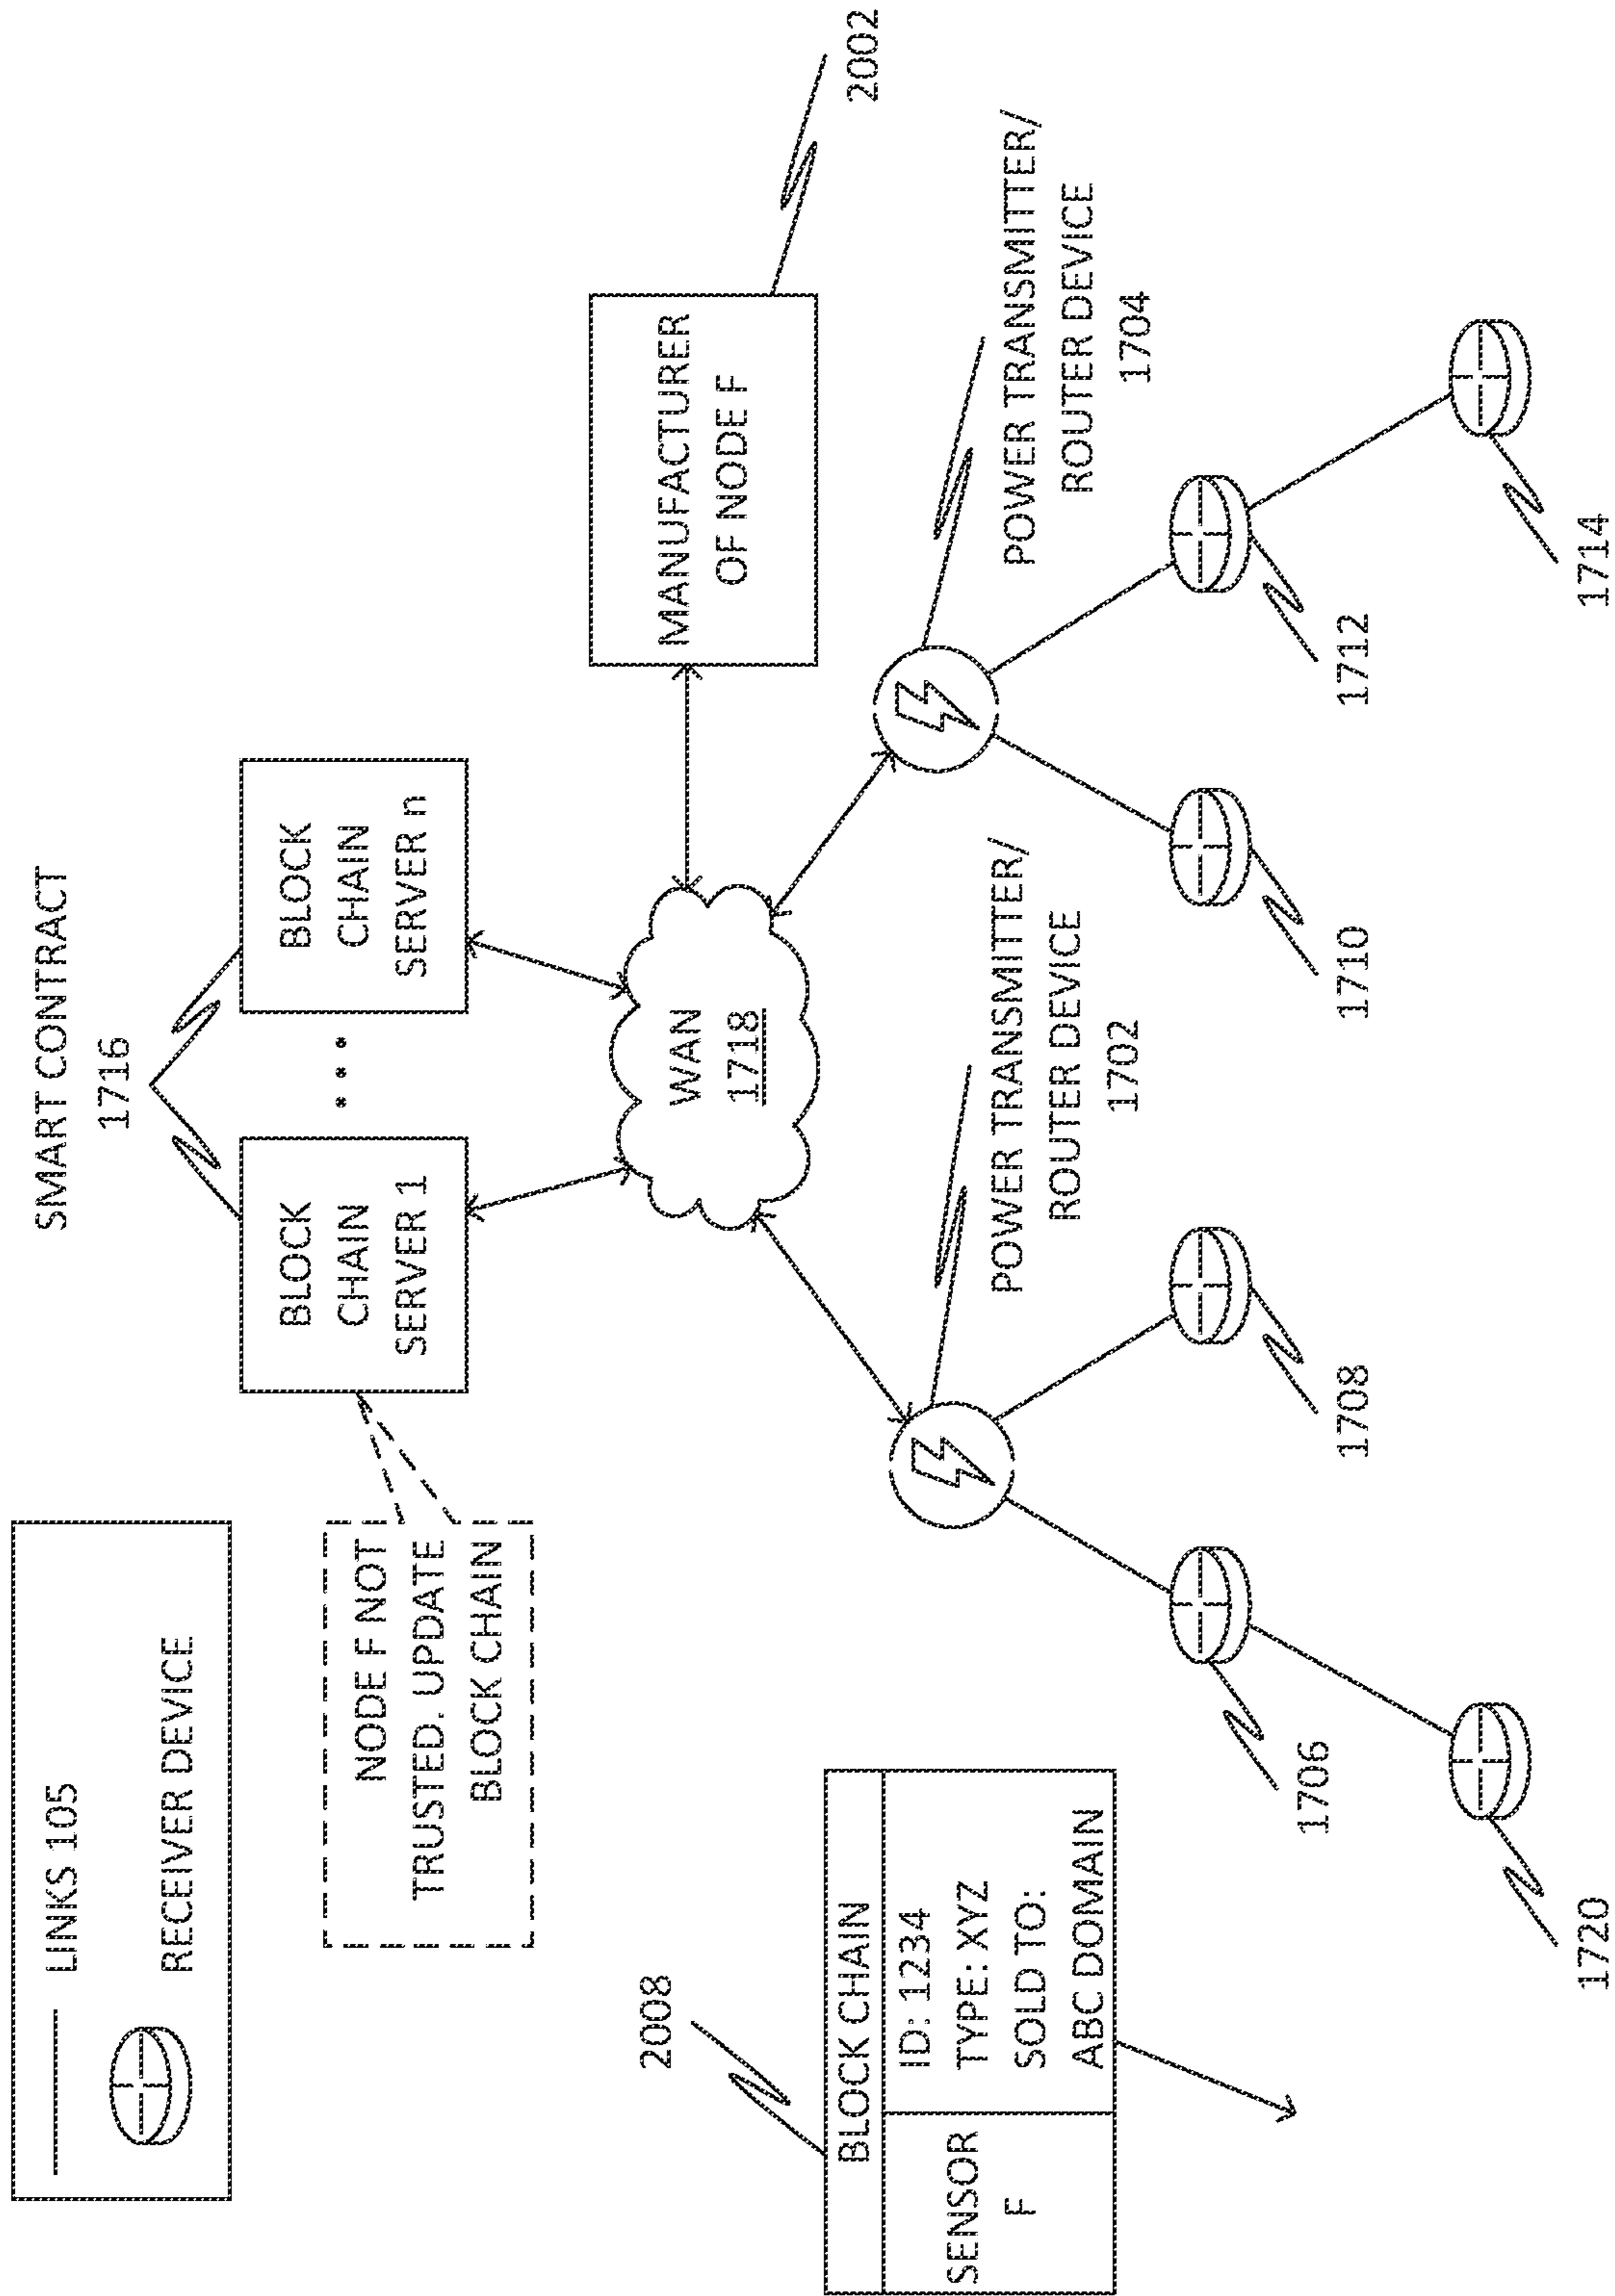 LINKS 105
RECEIVER DEVICE
SMART CONTRACT
1716
BLOCK
CHAIN
SERVER 1
BLOCK
CHAIN
SERVER n
NODE F NOT
TRUSTED. UPDATE
BLOCK CHAIN
WAN
1718
MANUFACTURER
OF NODE F
2002
2008
BLOCK CHAIN
SENSOR
F
ID: 1234
TYPE: XYZ
SOLD TO:
ABC DOMAIN
POWER TRANSMITTER/
ROUTER DEVICE
1702
POWER TRANSMITTER/
ROUTER DEVICE
1704
1706
1708
1710
1712
1720
1714